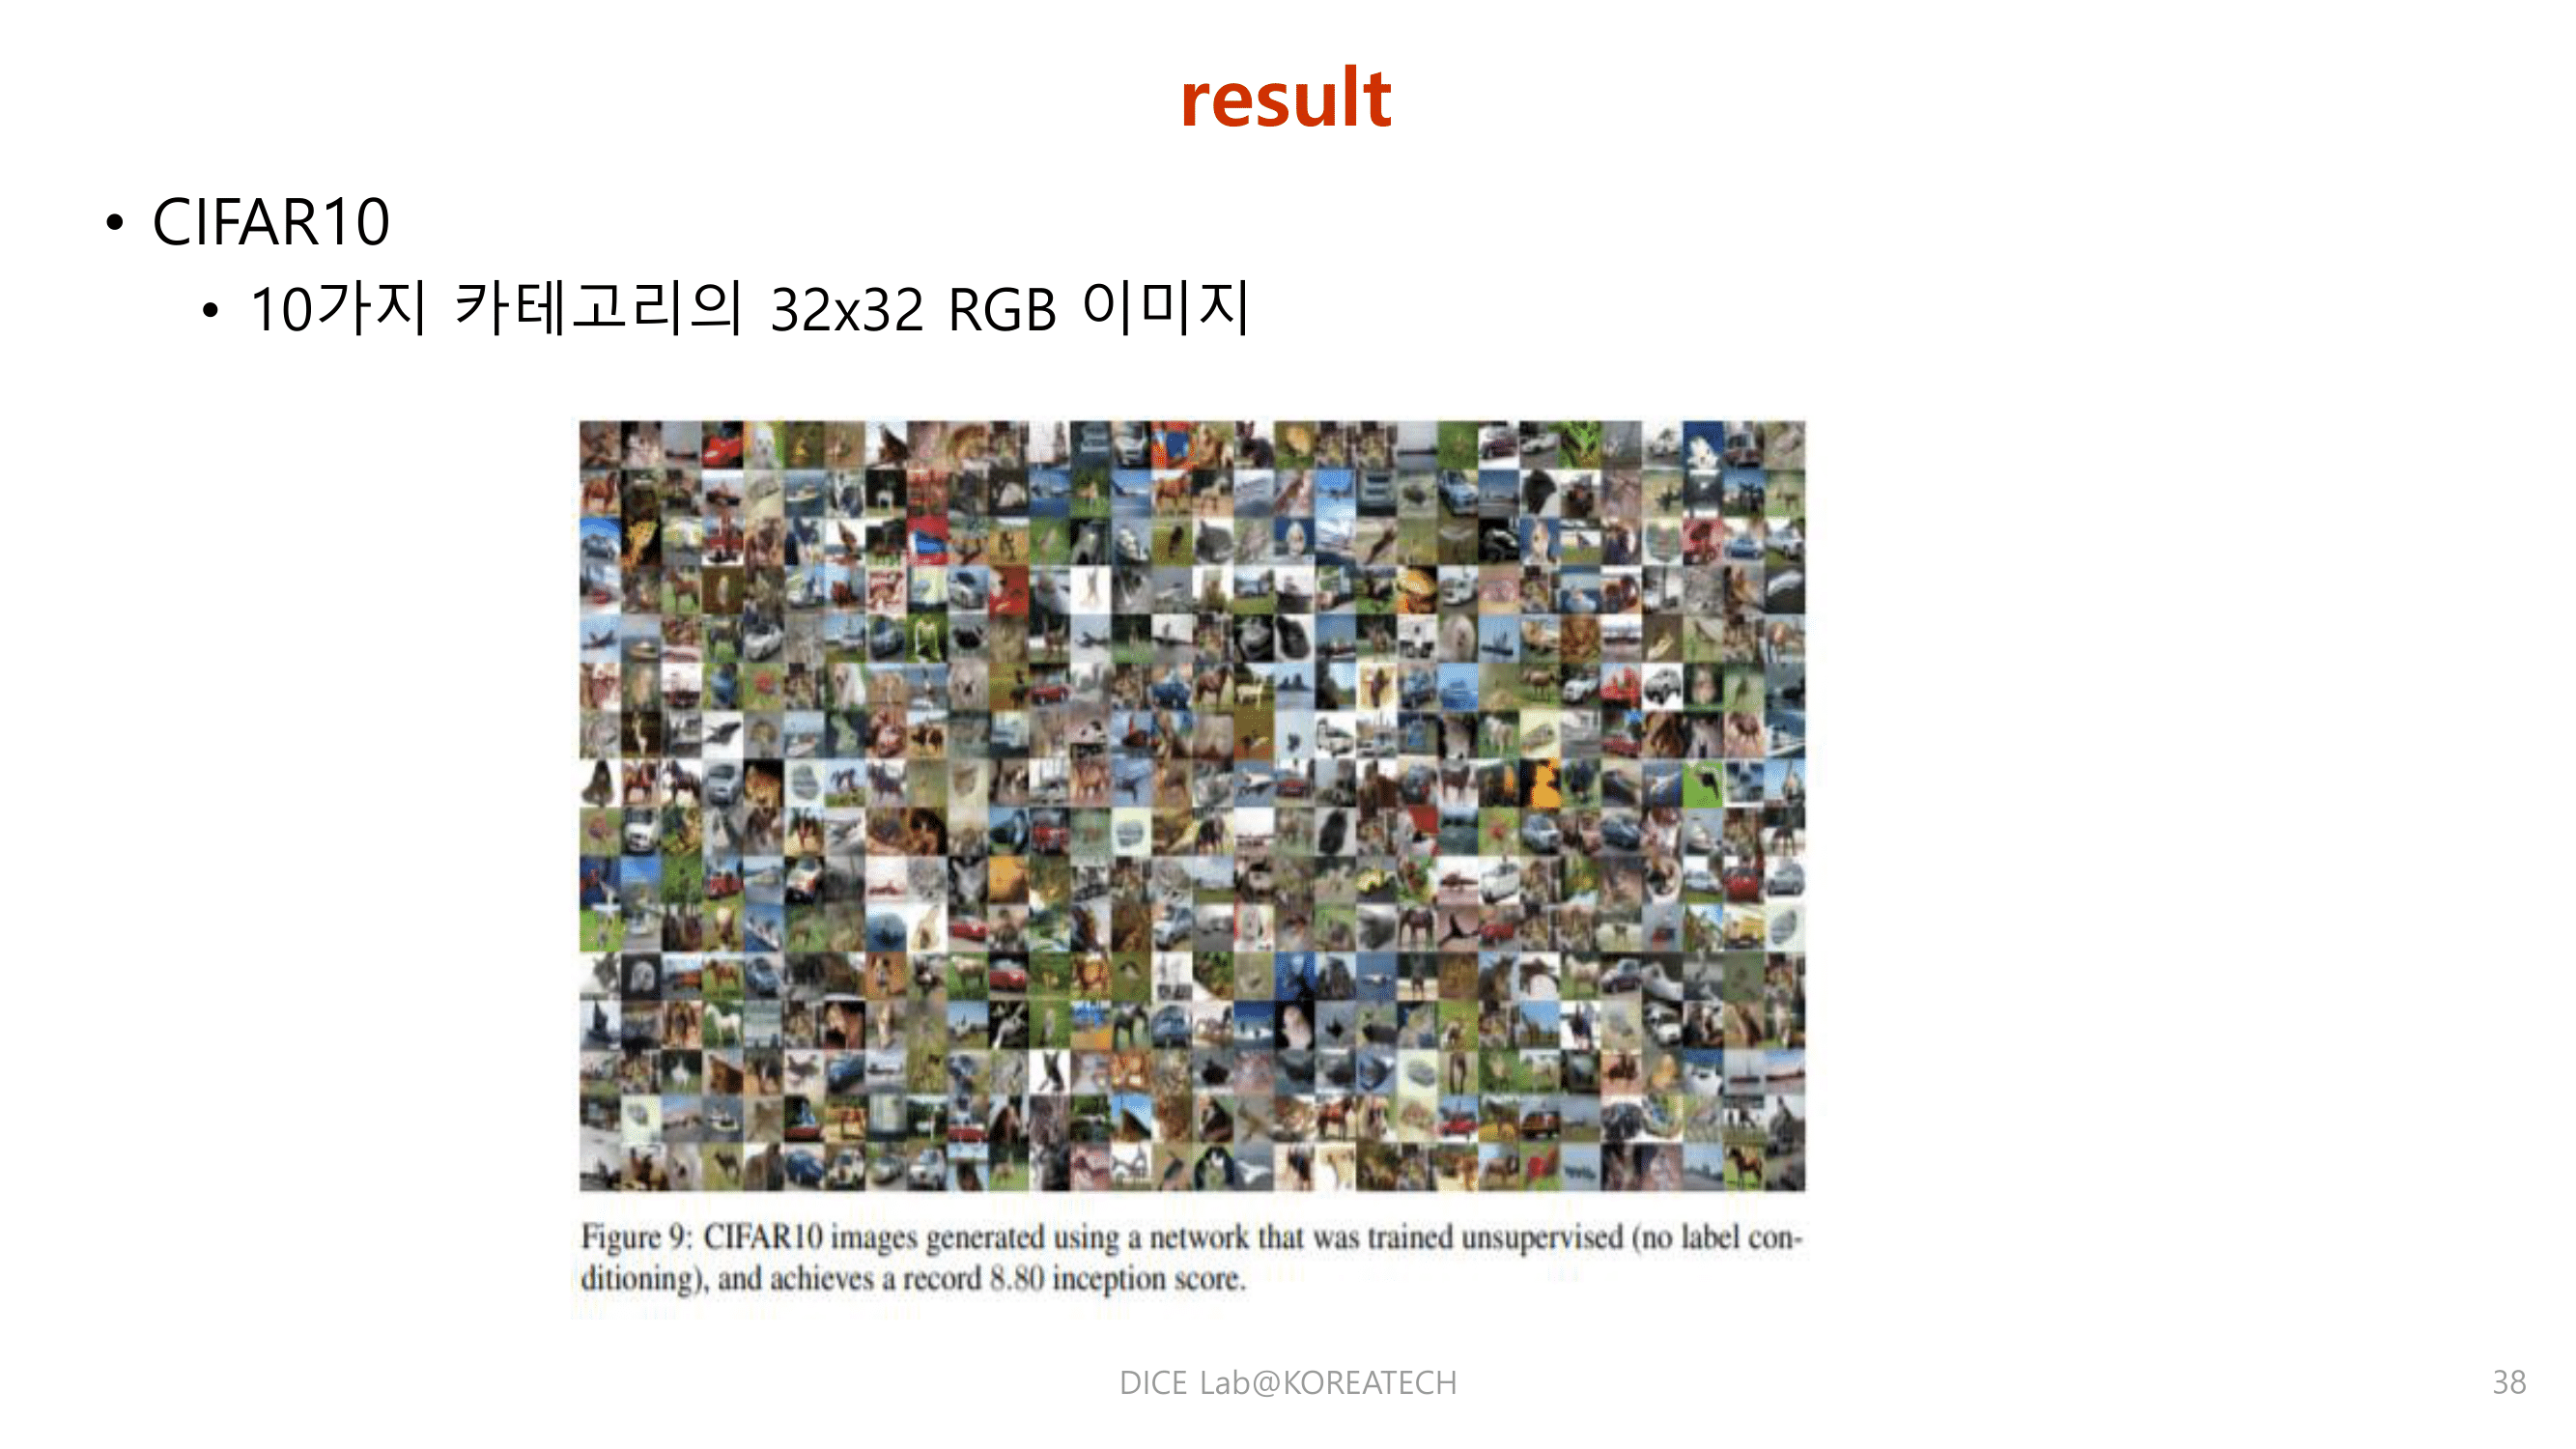 result
• CIFAR10
• 10가지 카테고리의 32x32 RGB 이미지
Figure 9: CIFAR10 images generated using a network that was trained unsupervised (no label con-
ditioning), and achieves a record 8.80 inception score.
DICE Lab@KOREATECH
38